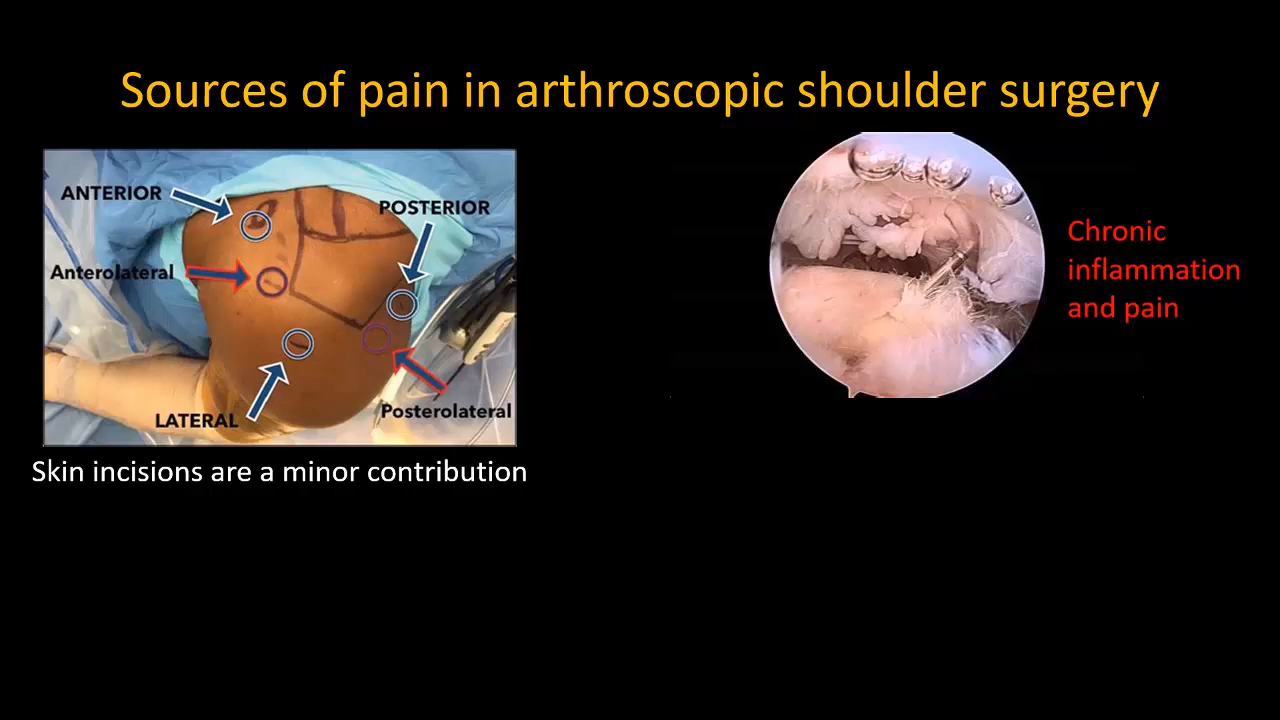 Sources of pain in arthroscopic shoulder surgery
ANTERIOR
POSTERIOR
Anterolateral
LATERAL
Posterolateral
Skin incisions are a minor contribution
Chronic
inflammation
and pain